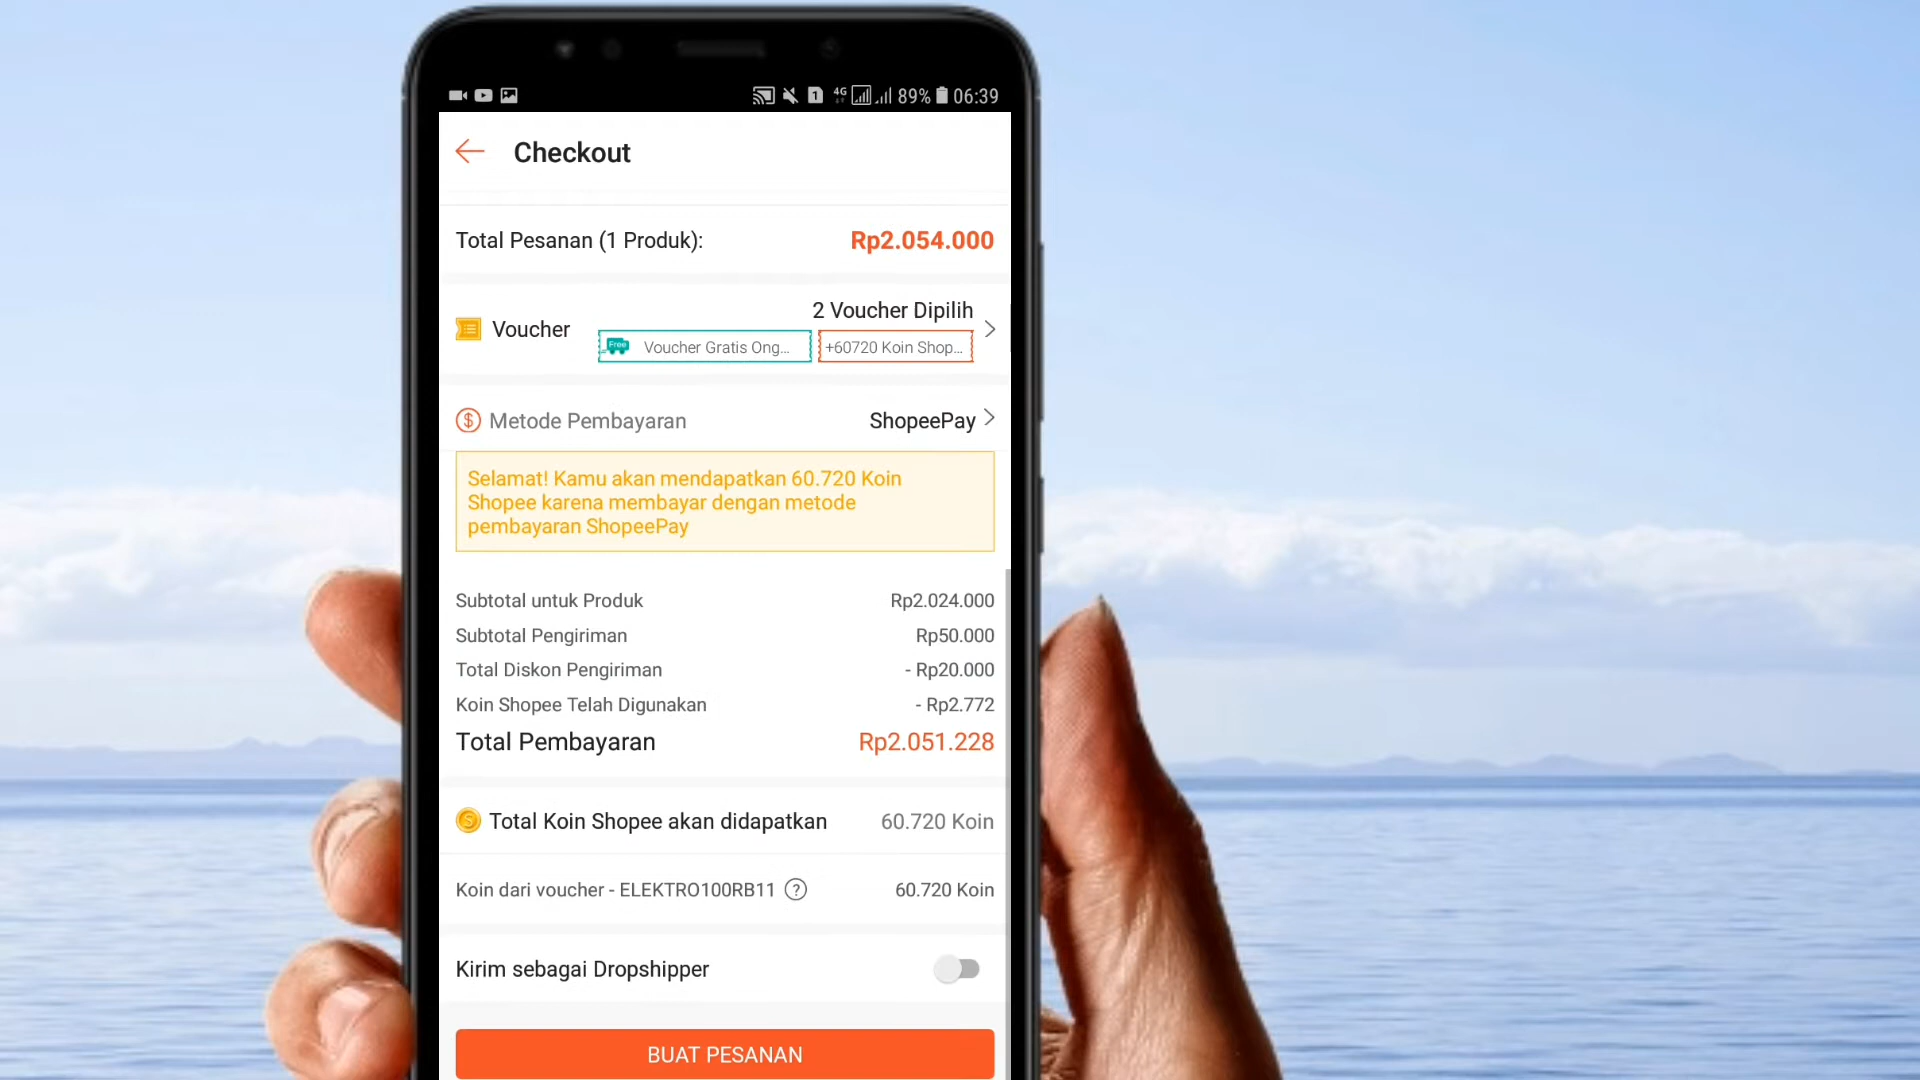 4G 89% 06:39
Checkout
Total Pesanan (1 Produk): Rp2.054.000
2 Voucher Dipilih
Voucher
Free Voucher Gratis Ong... +60720 Koin Shop...
Metode Pembayaran ShopeePay
Selamat! Kamu akan mendapatkan 60.720 Koin
Shopee karena membayar dengan metode
pembayaran ShopeePay
Subtotal untuk Produk Rp2.024.000
Subtotal Pengiriman Rp50.000
Total Diskon Pengiriman - Rp20.000
Koin Shopee Telah Digunakan - Rp2.772
Total Pembayaran Rp2.051.228
Total Koin Shopee akan didapatkan 60.720 Koin
Koin dari voucher - ELEKTRO100RB11 ? 60.720 Koin
Kirim sebagai Dropshipper
BUAT PESANAN